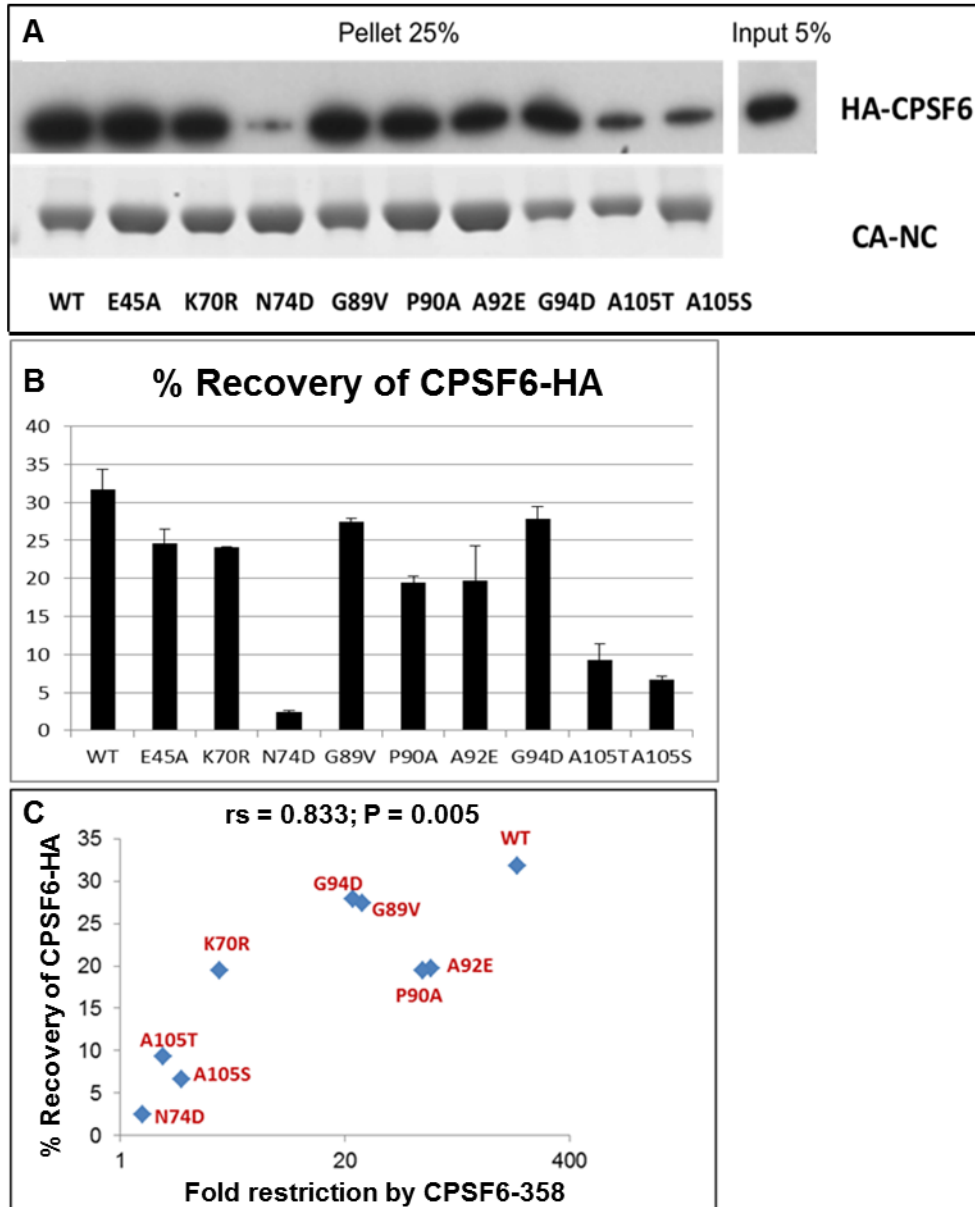 A
Pellet 25%
Input 5%
HA-CPSF6
CA-NC
WT E45A K70R N74D G89V P90A A92E G94D A105T A105S
B
% Recovery of CPSF6-HA
40
35
30
25
20
15
10
5
0
WT E45A K70R N74D G89V P90A A92E G94D A105T A105S
C
rs = 0.833; P = 0.005
% Recovery of CPSF6-HA
35
30
25
20
15
10
5
0
WT
G94D
G89V
K70R
A92E
P90A
A105T
A105S
N74D
1 20 400
Fold restriction by CPSF6-358